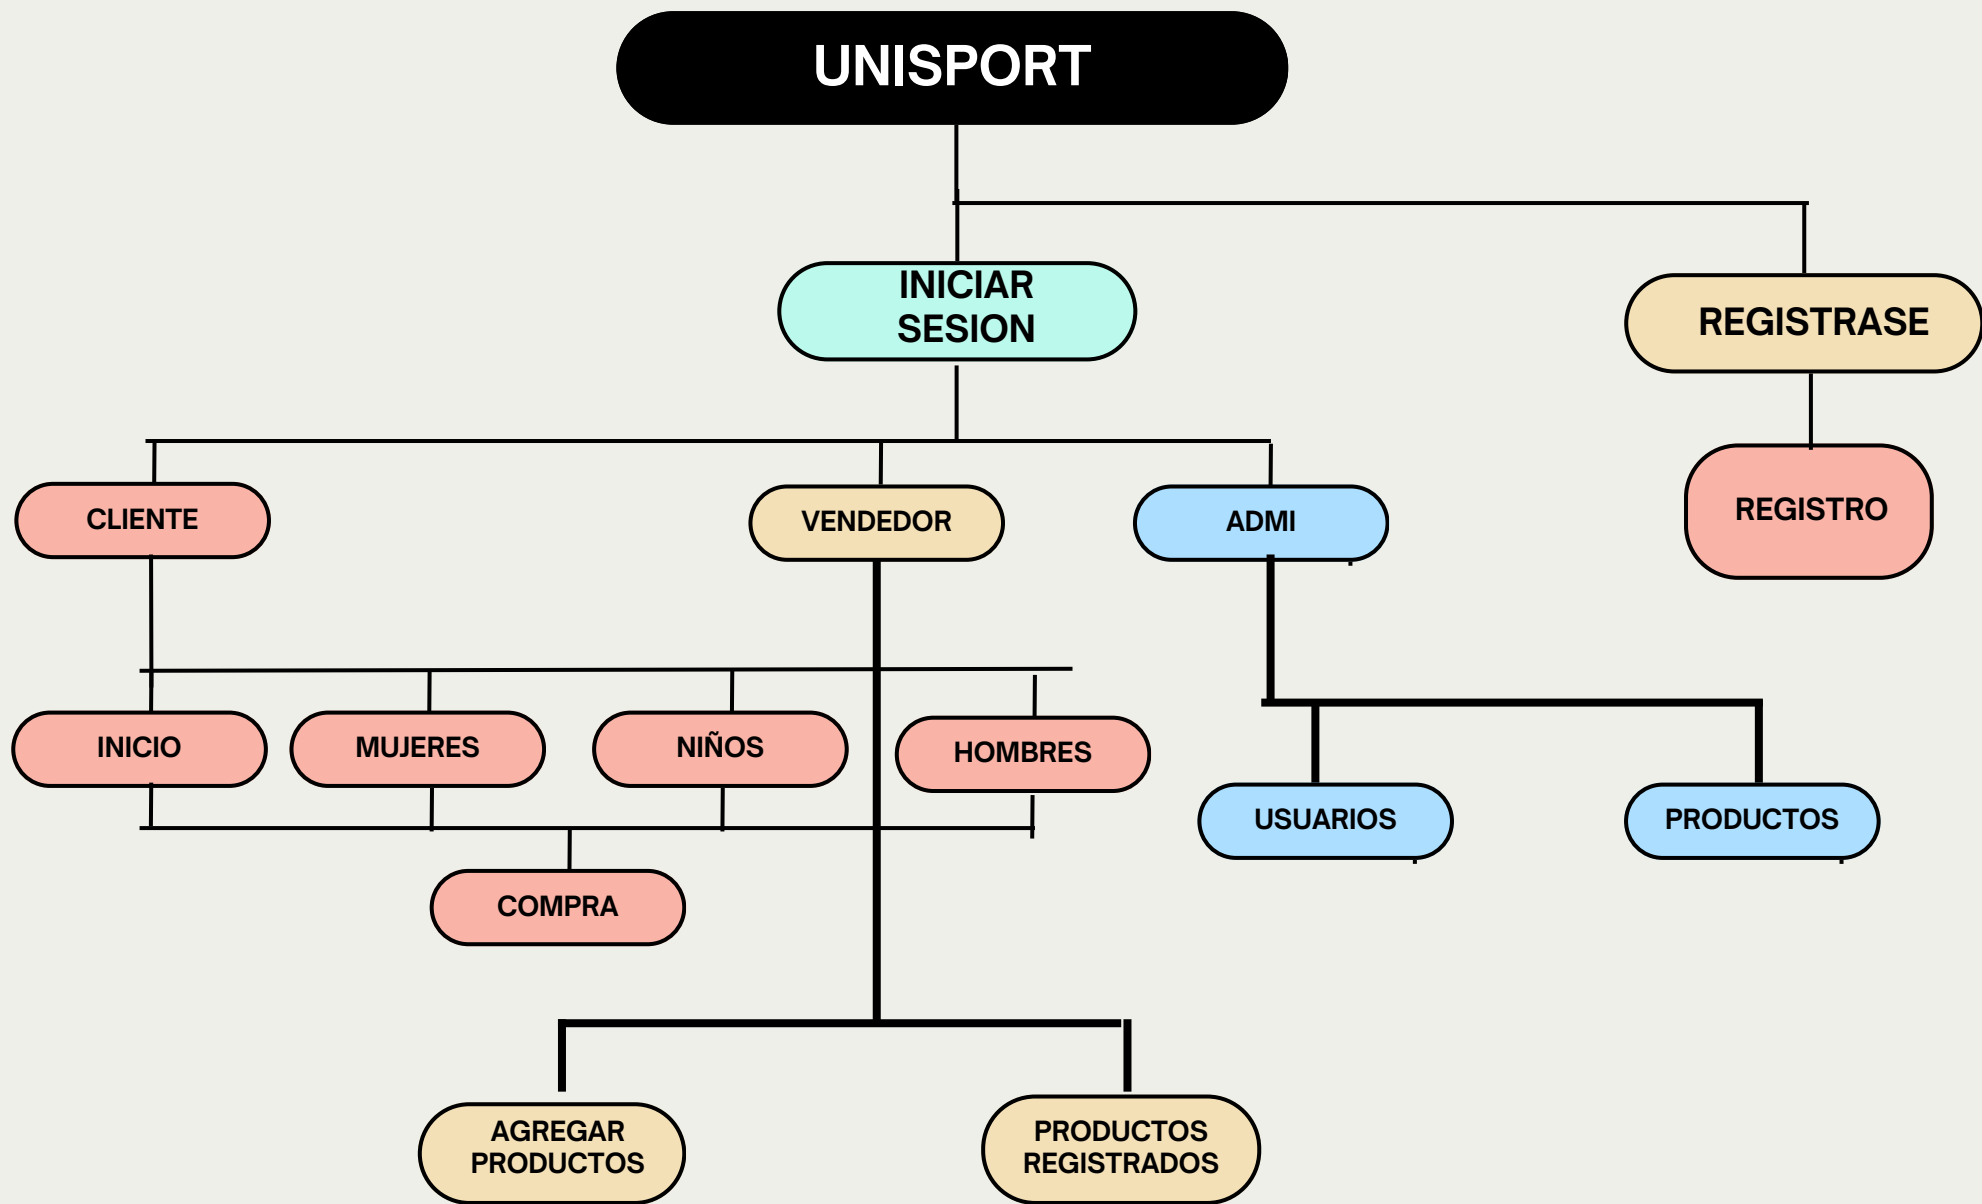 UNISPORT
INICIAR
SESION
REGISTRASE
CLIENTE
VENDEDOR
ADMI
REGISTRO
INICIO
MUJERES
NIÑOS
HOMBRES
USUARIOS
PRODUCTOS
COMPRA
AGREGAR
PRODUCTOS
PRODUCTOS
REGISTRADOS